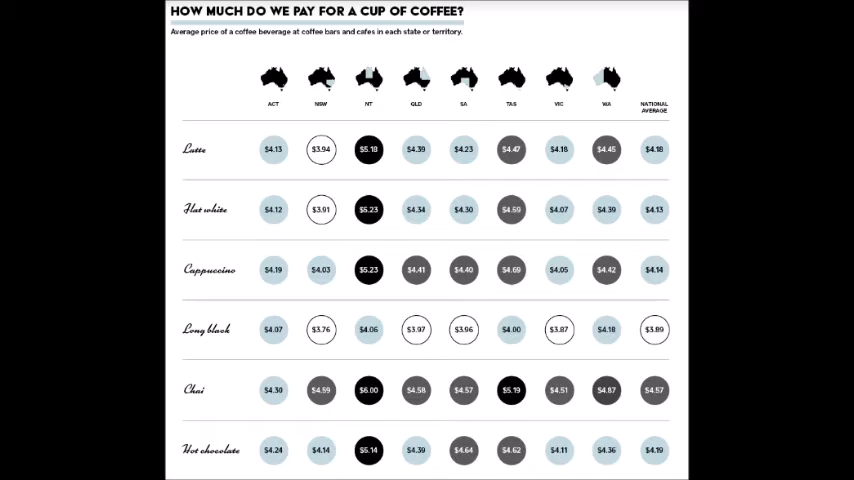 HOW MUCH DO WE PAY FOR A CUP OF COFFEE?
Average price of a coffee beverage at coffee bars and cafes in each state or territory.
ACT NSW NT QLD SA TAS VIC WA NATIONAL
AVERAGE
Latte $4.13 $3.94 $5.18 $4.39 $4.23 $4.47 $4.18 $4.45 $4.18
Flat white $4.12 $3.91 $5.23 $4.34 $4.30 $4.59 $4.07 $4.39 $4.13
Cappuccino $4.19 $4.03 $5.23 $4.41 $4.40 $4.69 $4.05 $4.42 $4.14
Long black $4.07 $3.76 $4.06 $3.97 $3.96 $4.00 $3.87 $4.18 $3.89
Chai $4.30 $4.59 $6.00 $4.58 $4.57 $5.19 $4.51 $4.87 $4.57
Hot chocolate $4.24 $4.14 $5.14 $4.39 $4.64 $4.62 $4.11 $4.36 $4.19